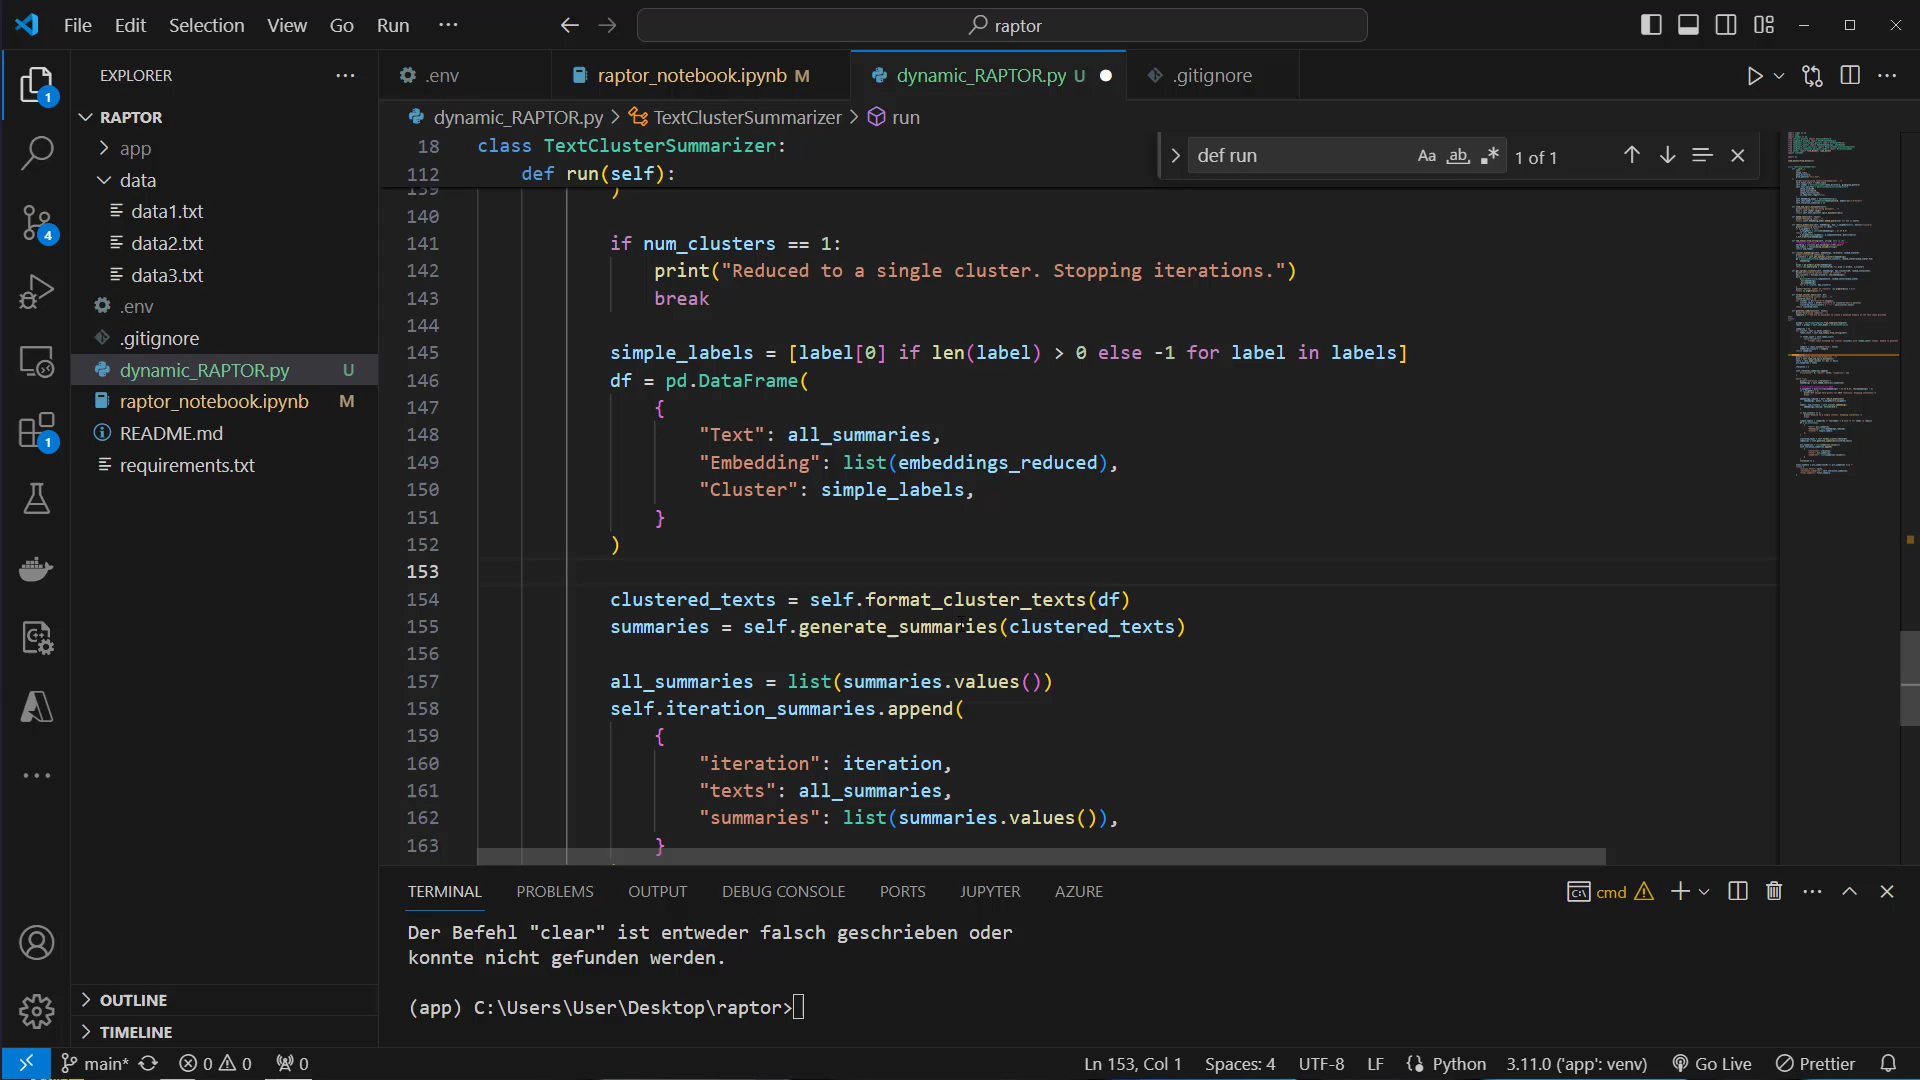 File Edit Selection View Go Run ···
raptor
EXPLORER
RAPTOR
app
data
data1.txt
data2.txt
data3.txt
.env
.gitignore
dynamic_RAPTOR.py U
raptor_notebook.ipynb M
README.md
requirements.txt
OUTLINE
TIMELINE
1
4
1
.env
raptor_notebook.ipynb M
dynamic_RAPTOR.py U
.gitignore
dynamic_RAPTOR.py > TextClusterSummarizer > run
def run
Aa ab
1 of 1
18 class TextClusterSummarizer:
112 def run(self):
139 )
140
141 if num_clusters == 1:
142 print("Reduced to a single cluster. Stopping iterations.")
143 break
144
145 simple_labels = [label[0] if len(label) > 0 else -1 for label in labels]
146 df = pd.DataFrame(
147 {
148 "Text": all_summaries,
149 "Embedding": list(embeddings_reduced),
150 "Cluster": simple_labels,
151 }
152 )
153
154 clustered_texts = self.format_cluster_texts(df)
155 summaries = self.generate_summaries(clustered_texts)
156
157 all_summaries = list(summaries.values())
158 self.iteration_summaries.append(
159 {
160 "iteration": iteration,
161 "texts": all_summaries,
162 "summaries": list(summaries.values()),
163 }
TERMINAL PROBLEMS OUTPUT DEBUG CONSOLE PORTS JUPYTER AZURE
cmd
Der Befehl "clear" ist entweder falsch geschrieben oder
konnte nicht gefunden werden.
(app) C:\Users\User\Desktop\raptor>
main* 0 0 0
Ln 153, Col 1 Spaces: 4 UTF-8 LF Python 3.11.0 ('app': venv) Go Live Prettier